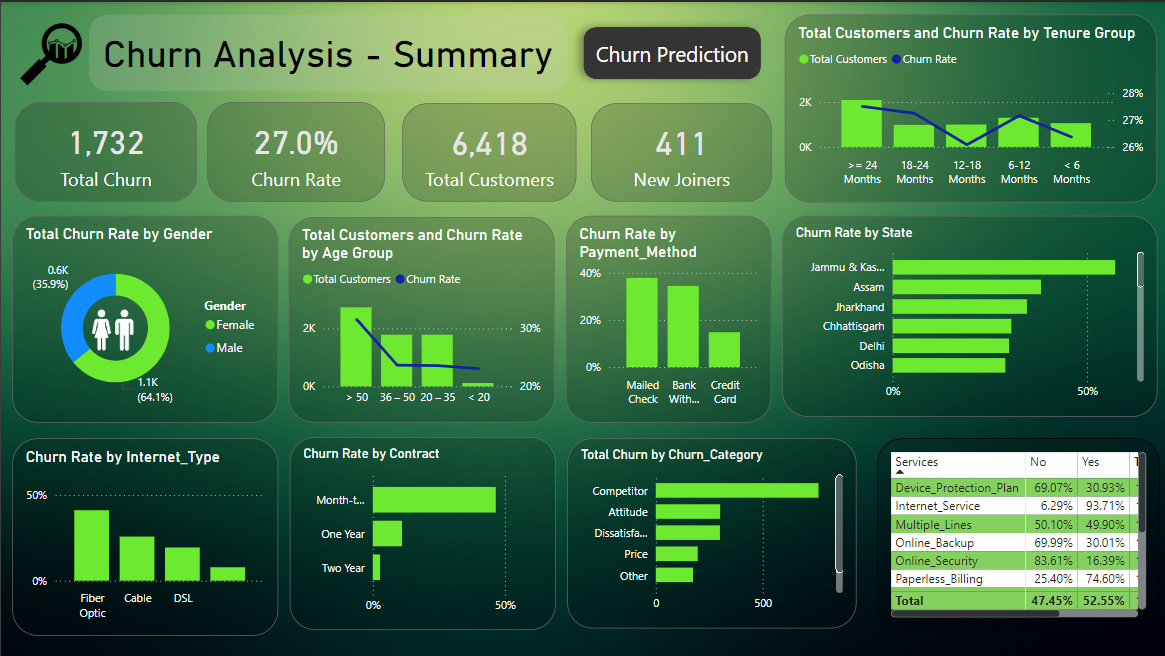 Churn Analysis - Summary
Churn Prediction
1,732
Total Churn
27.0%
Churn Rate
6,418
Total Customers
411
New Joiners
Total Customers and Churn Rate by Tenure Group
Total Customers Churn Rate
2K
0K
28%
27%
26%
>= 24 Months
18-24 Months
12-18 Months
6-12 Months
< 6 Months
Total Churn Rate by Gender
0.6K
(35.9%)
1.1K
(64.1%)
Gender
Female
Male
Total Customers and Churn Rate
by Age Group
Total Customers Churn Rate
2K
0K
30%
20%
> 50
36 – 50
20 – 35
< 20
Churn Rate by
Payment_Method
40%
20%
0%
Mailed Check
Bank With...
Credit Card
Churn Rate by State
Jammu & Kas...
Assam
Jharkhand
Chhattisgarh
Delhi
Odisha
0%
50%
Churn Rate by Internet_Type
50%
0%
Fiber Optic
Cable
DSL
Churn Rate by Contract
Month-t...
One Year
Two Year
0%
50%
Total Churn by Churn_Category
Competitor
Attitude
Dissatisfa...
Price
Other
0
500
Services No Yes
Device_Protection_Plan 69.07% 30.93%
Internet_Service 6.29% 93.71%
Multiple_Lines 50.10% 49.90%
Online_Backup 69.99% 30.01%
Online_Security 83.61% 16.39%
Paperless_Billing 25.40% 74.60%
Total 47.45% 52.55%